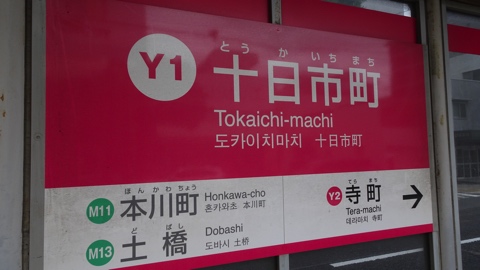 とうかいちまち
Y1 十日市町
Tokaichi-machi
도카이치마치 十日市町
ほんかわちょう
M11 本川町 Honkawa-cho
혼카와초 本川町
どばし
M13 土橋 Dobashi
도바시 土橋
てらまち
Y2 寺町 →
Tera-machi
데라마치 寺町